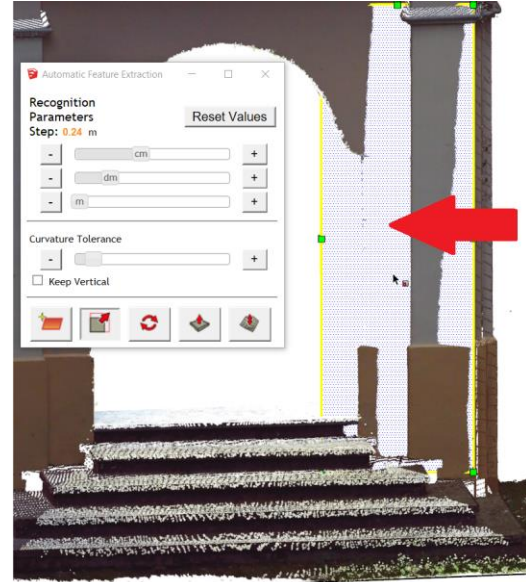 Automatic Feature Extraction
Recognition
Parameters
Reset Values
Step: 0.24 m
- cm +
- dm +
- m +
Curvature Tolerance
- +
Keep Vertical